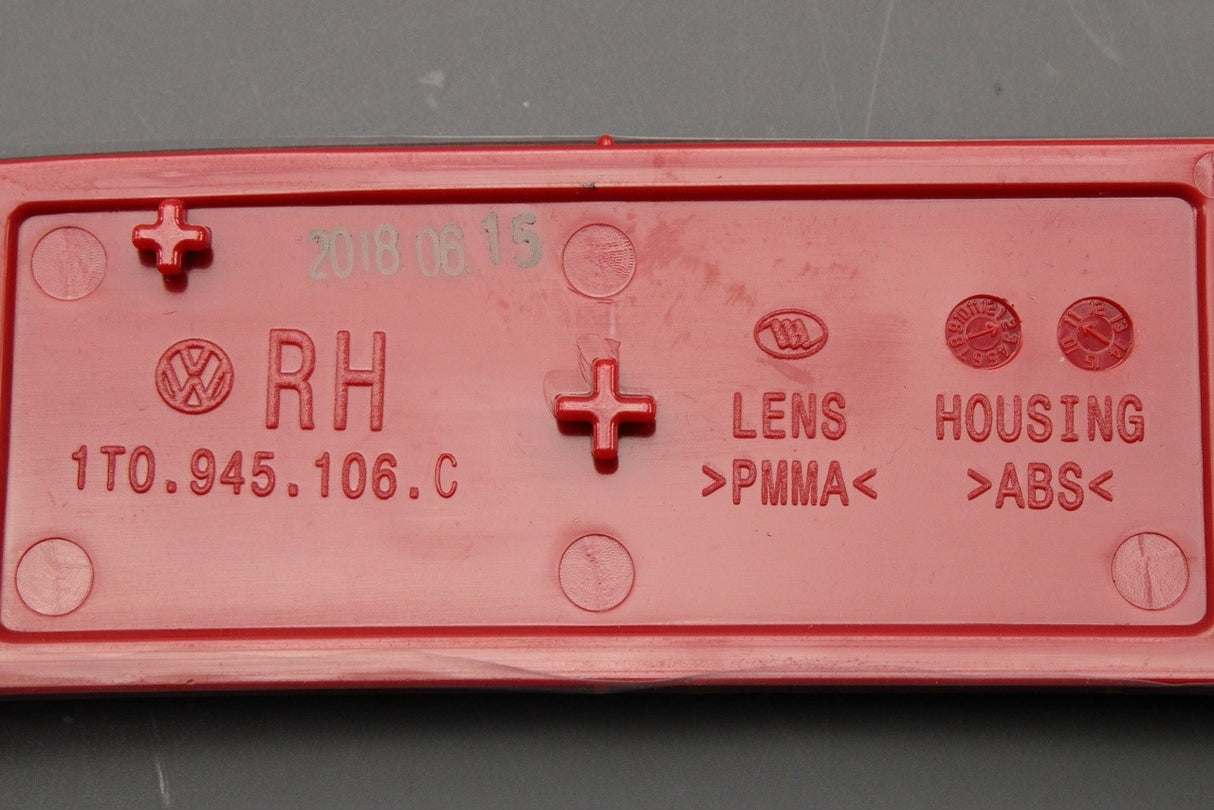 2018 06 15
RH
1T0.945.106.C
LENS
>PMMA<
HOUSING
>ABS<